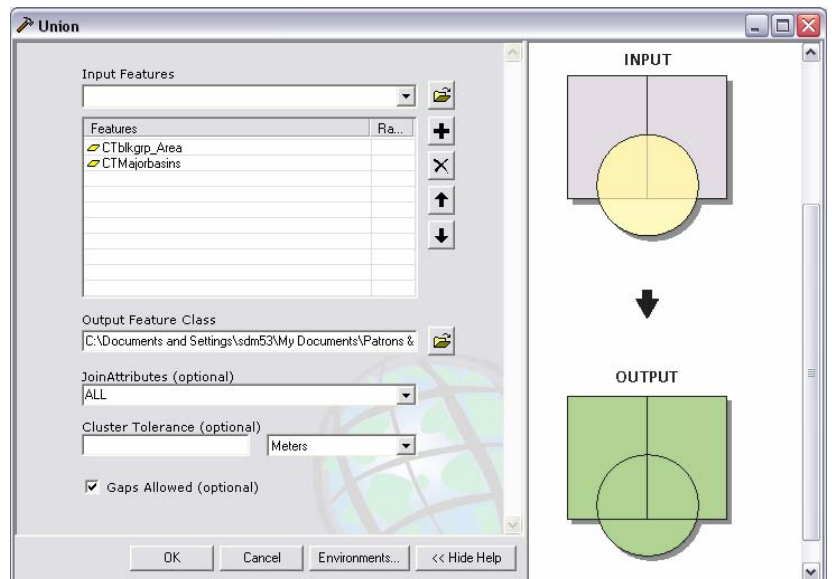 Union
Input Features
Features Ra...
CTblkgrp_Area
CTMajorbasins
Output Feature Class
C:\Documents and Settings\sdm53\My Documents\Patrons &
JoinAttributes (optional)
ALL
Cluster Tolerance (optional)
Meters
Gaps Allowed (optional)
OK Cancel Environments... << Hide Help
INPUT
OUTPUT